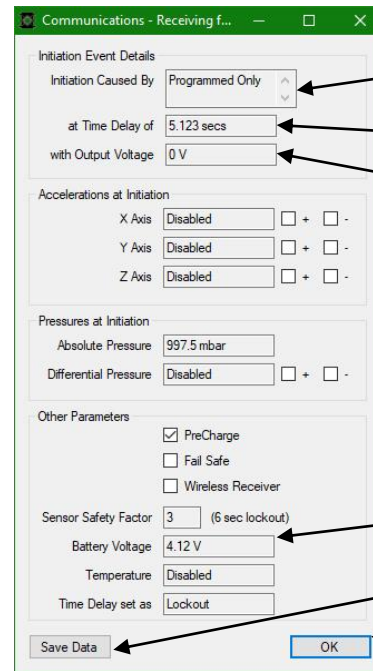 Communications - Receiving f...
Initiation Event Details
Initiation Caused By Programmed Only
at Time Delay of 5.123 secs
with Output Voltage 0 V
Accelerations at Initiation
X Axis Disabled + -
Y Axis Disabled + -
Z Axis Disabled + -
Pressures at Initiation
Absolute Pressure 997.5 mbar
Differential Pressure Disabled + -
Other Parameters
PreCharge
Fail Safe
Wireless Receiver
Sensor Safety Factor 3 (6 sec lockout)
Battery Voltage 4.12 V
Temperature Disabled
Time Delay set as Lockout
Save Data OK